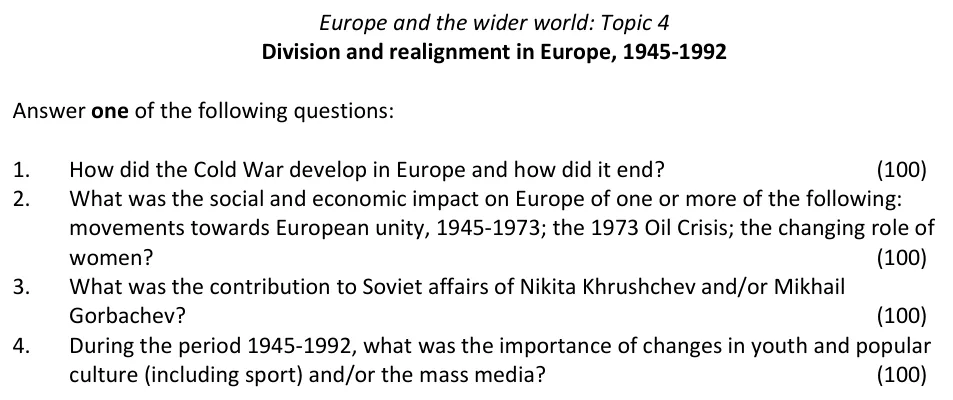 Europe and the wider world: Topic 4
Division and realignment in Europe, 1945-1992
Answer one of the following questions:
1. How did the Cold War develop in Europe and how did it end? (100)
2. What was the social and economic impact on Europe of one or more of the following:
movements towards European unity, 1945-1973; the 1973 Oil Crisis; the changing role of
women? (100)
3. What was the contribution to Soviet affairs of Nikita Khrushchev and/or Mikhail
Gorbachev? (100)
4. During the period 1945-1992, what was the importance of changes in youth and popular
culture (including sport) and/or the mass media? (100)